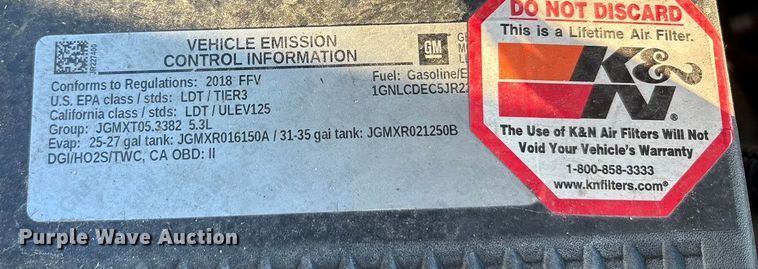 VEHICLE EMISSION
CONTROL INFORMATION
GM
Conforms to Regulations: 2018 FFV
Fuel: Gasoline/E
U.S. EPA class / stds: LDT / TIER3
1GNLCDEC5JR22
California class / stds: LDT / ULEV125
Group: JGMXT05.3382 5.3L
Evap: 25-27 gal tank: JGMXR016150A / 31-35 gai tank: JGMXR021250B
DGI/HO2S/TWC, CA OBD: II
DO NOT DISCARD
This is a Lifetime Air Filter.
K&N
The Use of K&N Air Filters Will Not
Void Your Vehicle's Warranty
1-800-858-3333
www.knfilters.com®
Purple Wave Auction